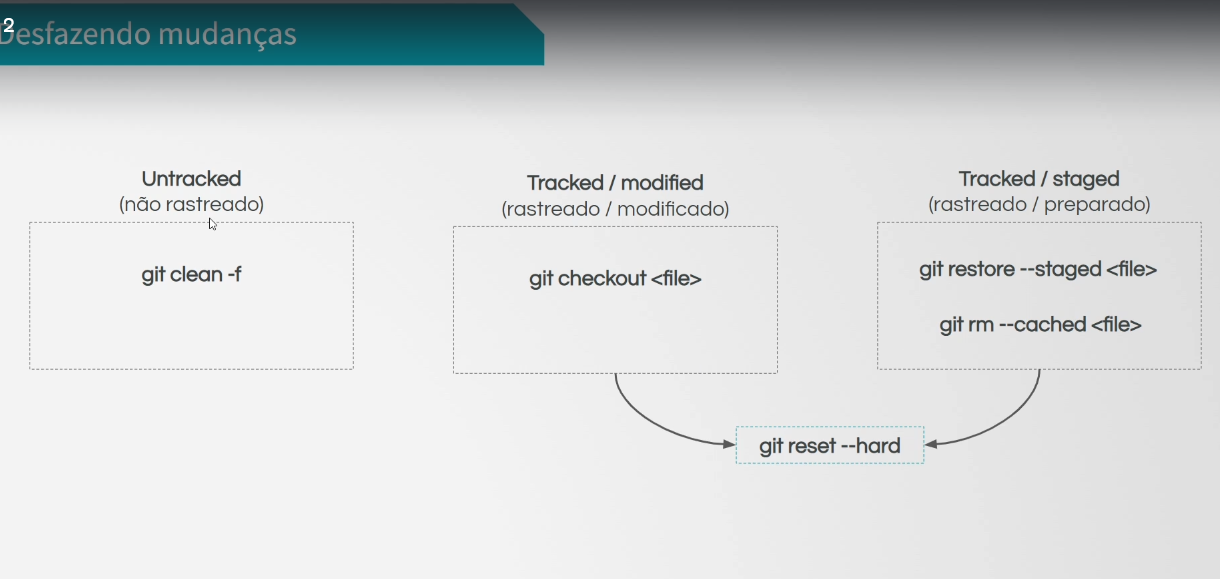 2
Desfazendo mudanças
Untracked
(não rastreado)
git clean -f
Tracked / modified
(rastreado / modificado)
git checkout <file>
Tracked / staged
(rastreado / preparado)
git restore --staged <file>
git rm --cached <file>
git reset --hard